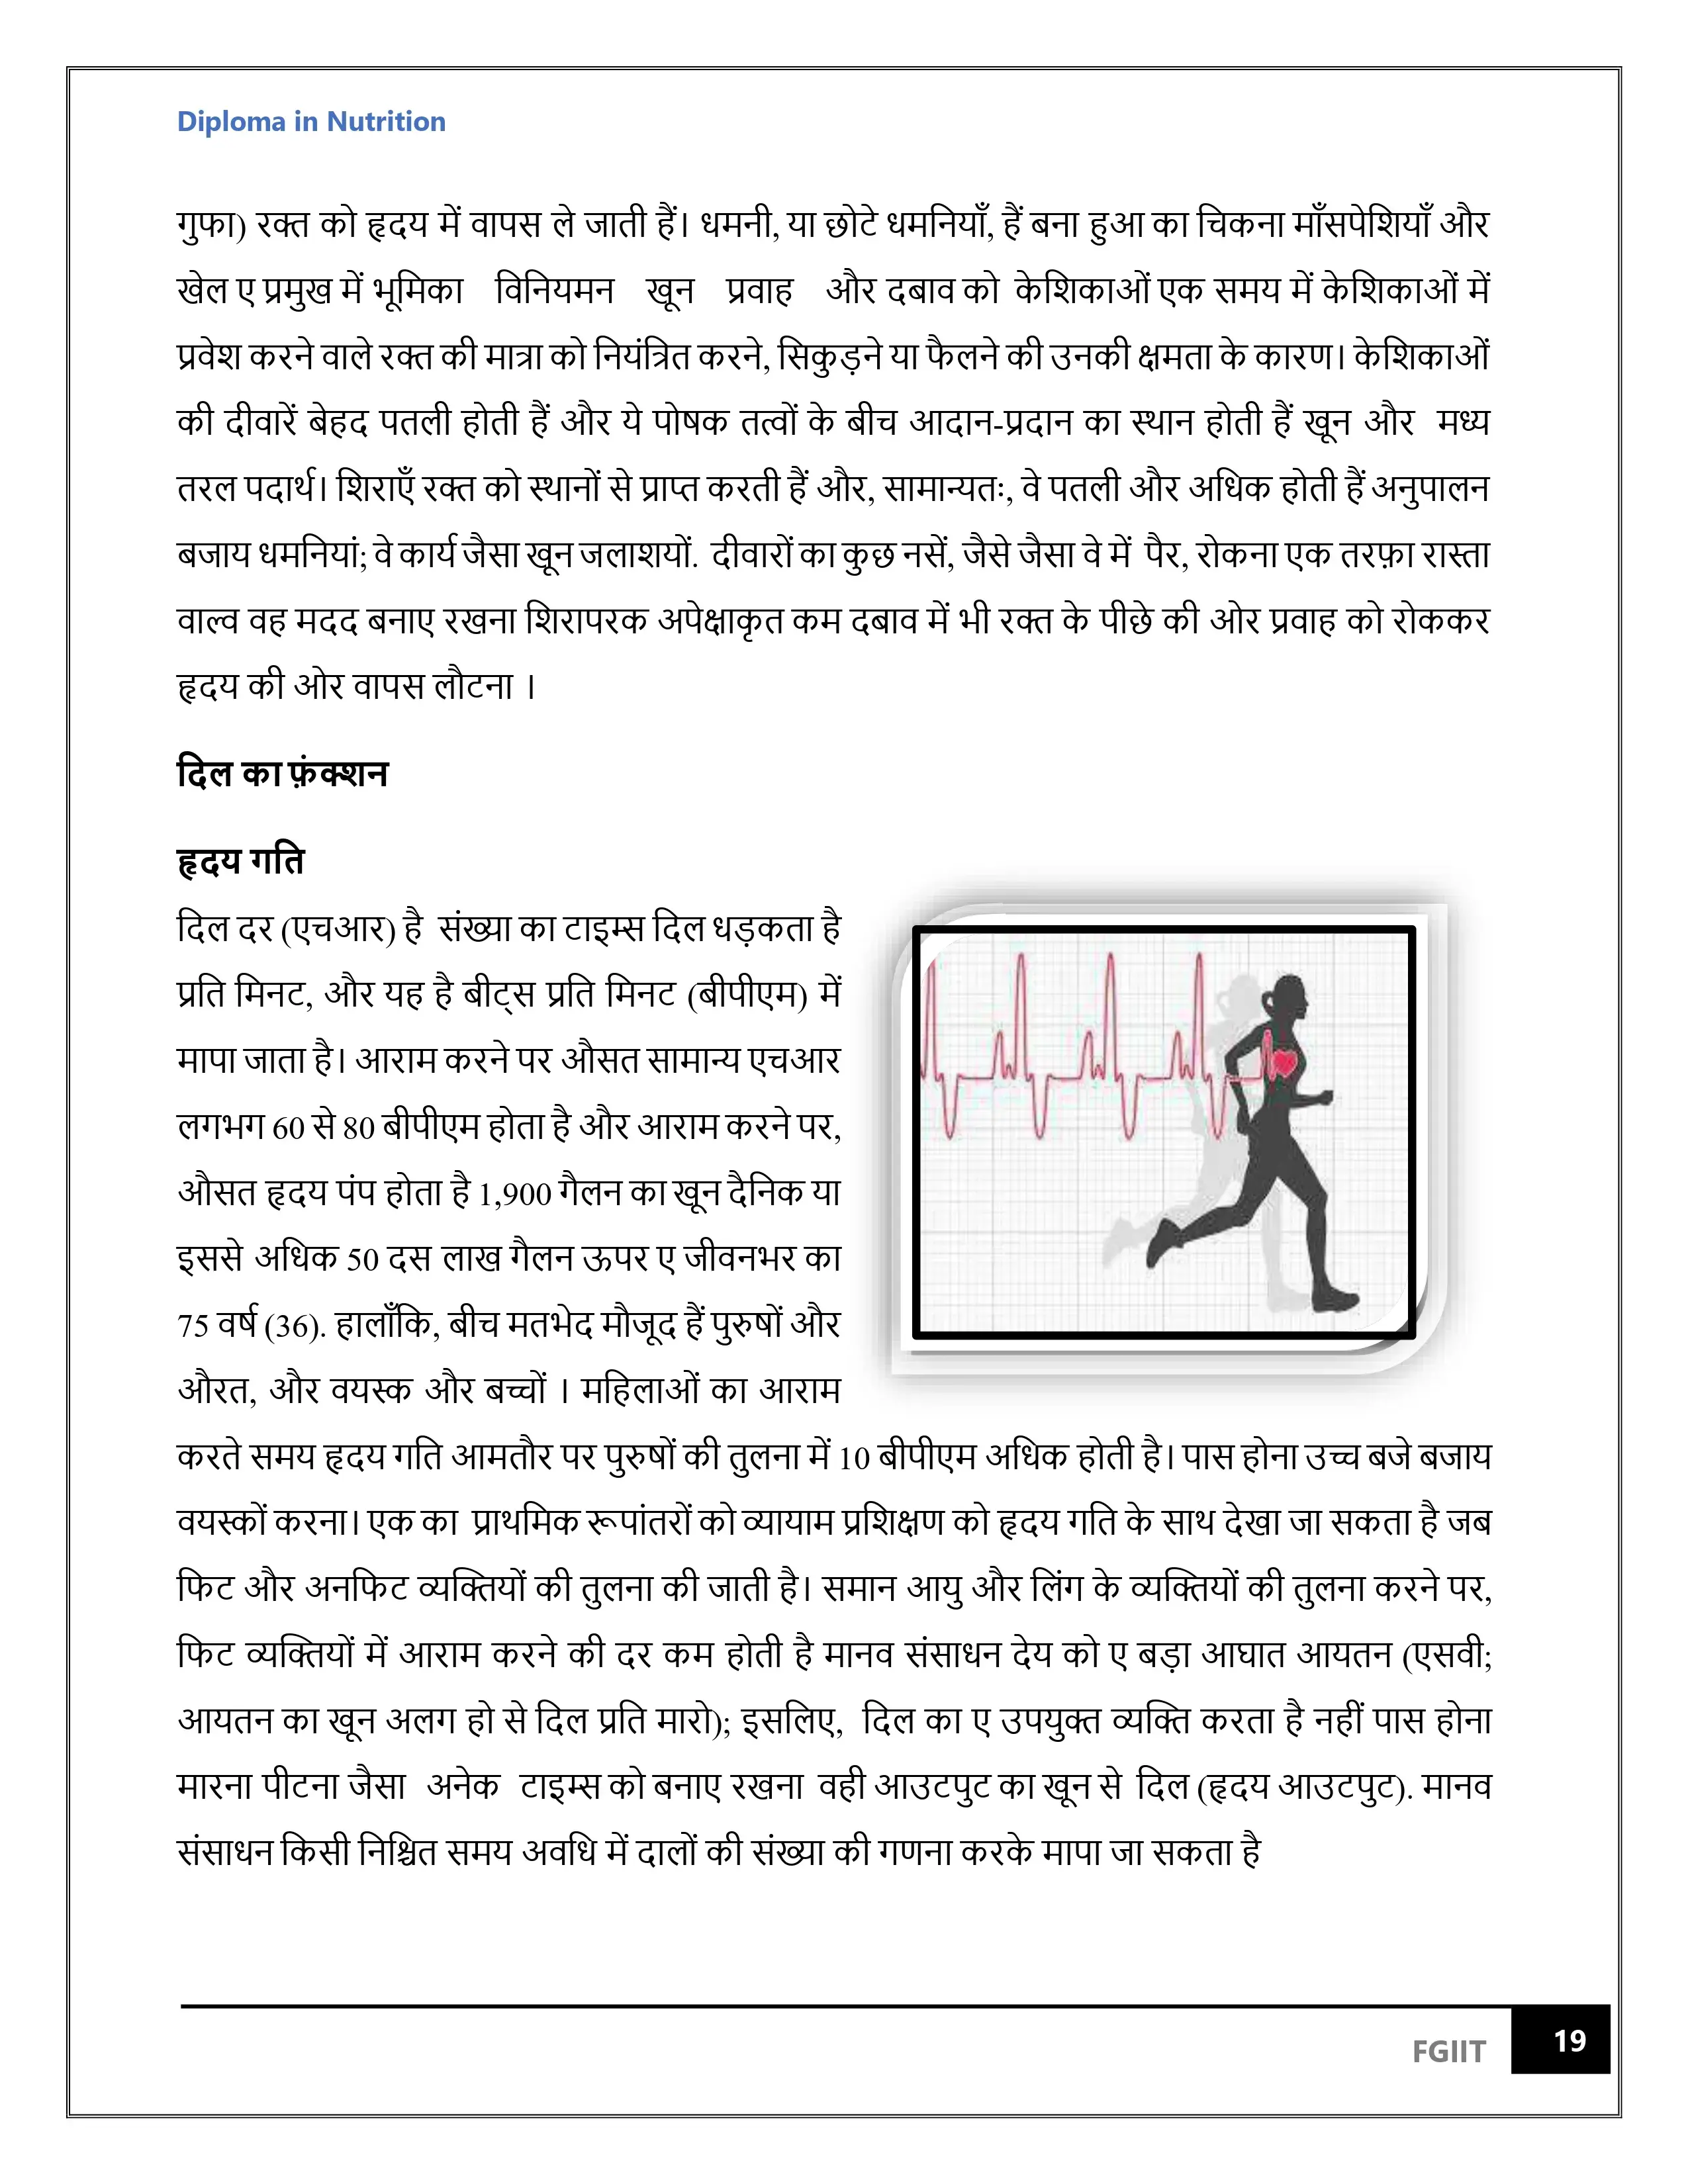 Diploma in Nutrition
गुफा) रक्त को हृदय में वापस ले जाती हैं। धमनी, या छोटे धमनियाँ, हैं बना हुआ का चिकना माँसपेशियाँ और
खेल ए प्रमुख में भूमिका विनियमन खून प्रवाह और दबाव को केशिकाओं एक समय में केशिकाओं में
प्रवेश करने वाले रक्त की मात्रा को नियंत्रित करने, सिकुड़ने या फैलने की उनकी क्षमता के कारण। केशिकाओं
की दीवारें बेहद पतली होती हैं और ये पोषक तत्वों के बीच आदान-प्रदान का स्थान होती हैं खून और मध्य
तरल पदार्थ। शिराएँ रक्त को स्थानों से प्राप्त करती हैं और, सामान्यतः, वे पतली और अधिक होती हैं अनुपालन
बजाय धमनियां; वे कार्य जैसा खून जलाशयों. दीवारों का कुछ नसें, जैसे जैसा वे में पैर, रोकना एक तरफ़ा रास्ता
वाल्व वह मदद बनाए रखना शिरापरक अपेक्षाकृत कम दबाव में भी रक्त के पीछे की ओर प्रवाह को रोककर
हृदय की ओर वापस लौटना ।
दिल का फ़ंक्शन
हृदय गति
दिल दर (एचआर) है संख्या का टाइम्स दिल धड़कता है
प्रति मिनट, और यह है बीट्स प्रति मिनट (बीपीएम) में
मापा जाता है। आराम करने पर औसत सामान्य एचआर
लगभग 60 से 80 बीपीएम होता है और आराम करने पर,
औसत हृदय पंप होता है 1,900 गैलन का खून दैनिक या
इससे अधिक 50 दस लाख गैलन ऊपर ए जीवनभर का
75 वर्ष (36). हालाँकि, बीच मतभेद मौजूद हैं पुरुषों और
औरत, और वयस्क और बच्चों । महिलाओं का आराम
करते समय हृदय गति आमतौर पर पुरुषों की तुलना में 10 बीपीएम अधिक होती है। पास होना उच्च बजे बजाय
वयस्कों करना। एक का प्राथमिक रूपांतरों को व्यायाम प्रशिक्षण को हृदय गति के साथ देखा जा सकता है जब
फिट और अनफिट व्यक्तियों की तुलना की जाती है। समान आयु और लिंग के व्यक्तियों की तुलना करने पर,
फिट व्यक्तियों में आराम करने की दर कम होती है मानव संसाधन देय को ए बड़ा आघात आयतन (एसवी;
आयतन का खून अलग हो से दिल प्रति मारो); इसलिए, दिल का ए उपयुक्त व्यक्ति करता है नहीं पास होना
मारना पीटना जैसा अनेक टाइम्स को बनाए रखना वही आउटपुट का खून से दिल (हृदय आउटपुट). मानव
संसाधन किसी निश्चित समय अवधि में दालों की संख्या की गणना करके मापा जा सकता है
FGIIT 19